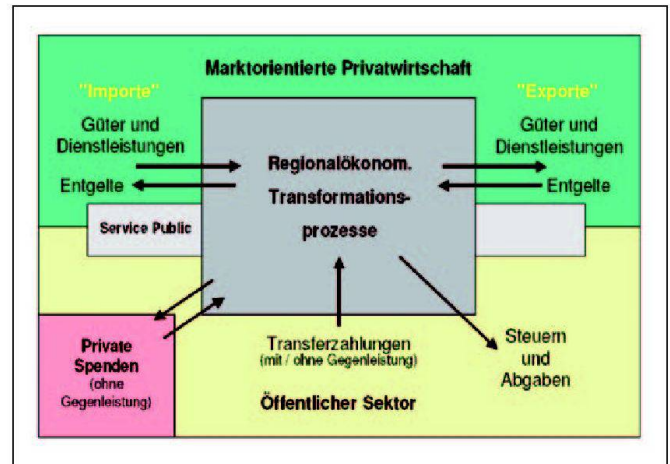 Marktorientierte Privatwirtschaft
"Importe"
"Exporte"
Güter und
Dienstleistungen
Entgelte
Regionalökonom.
Transformations-
prozesse
Güter und
Dienstleistungen
Entgelte
Service Public
Private
Spenden
(ohne
Gegenleistung)
Transferzahlungen
(mit / ohne Gegenleistung)
Steuern
und
Abgaben
Öffentlicher Sektor